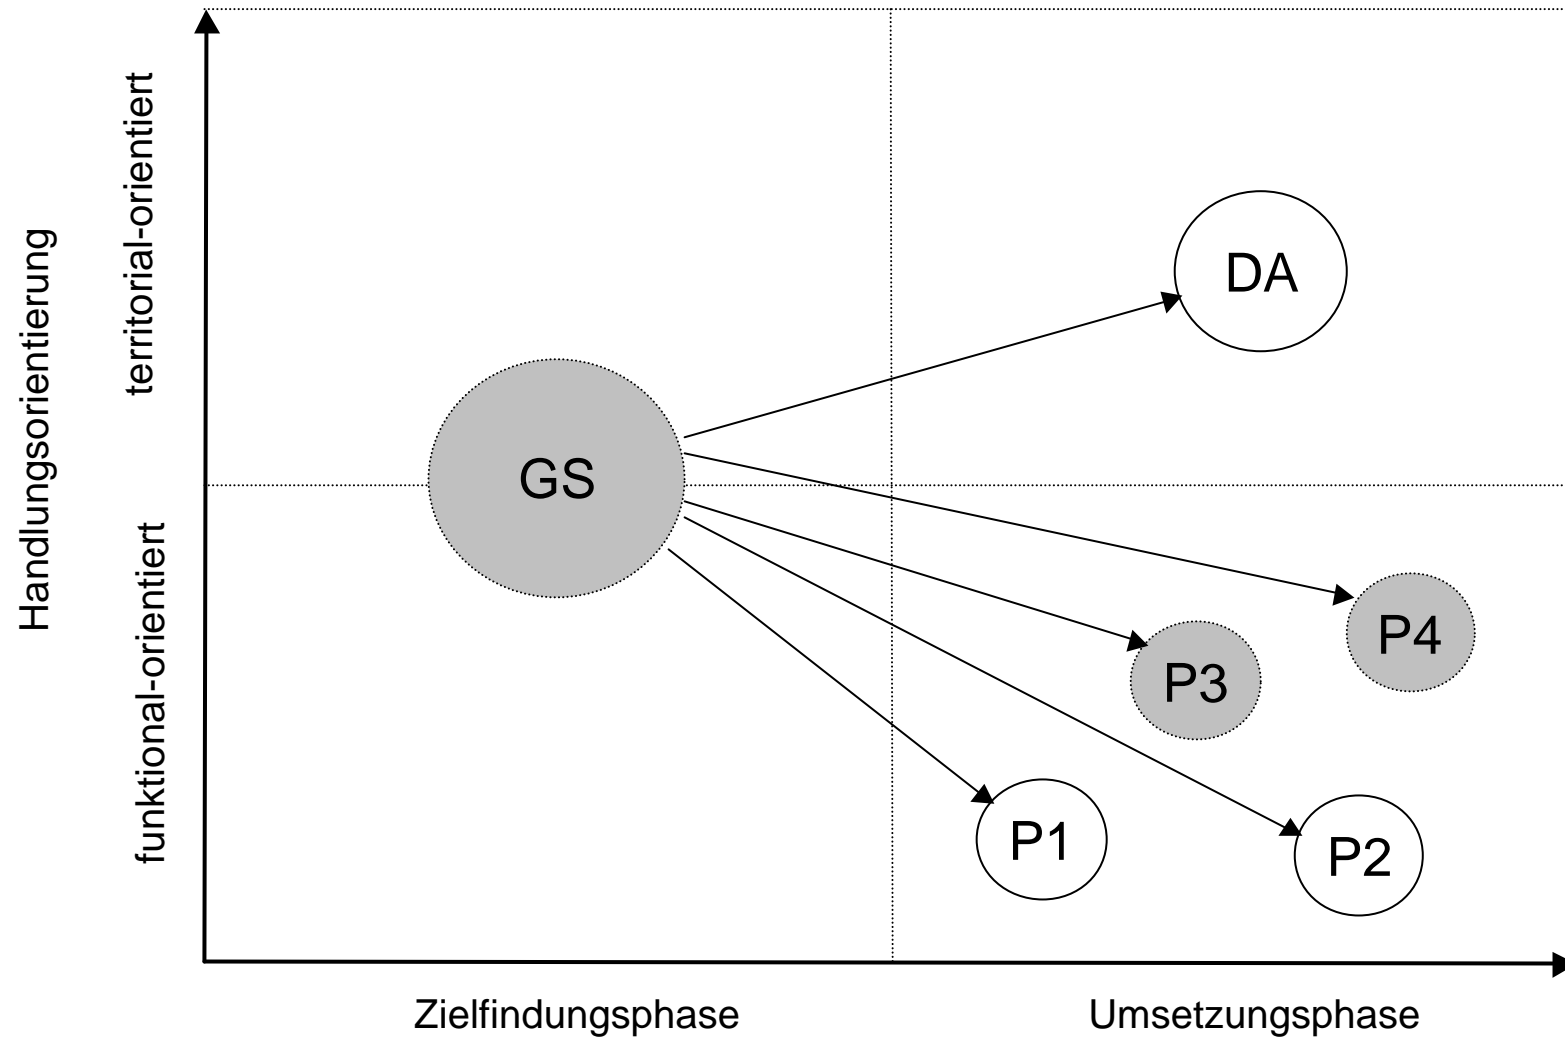 Handlungsorientierung
territorial-orientiert
funktional-orientiert
DA
GS
P4
P3
P1
P2
Zielfindungsphase
Umsetzungsphase